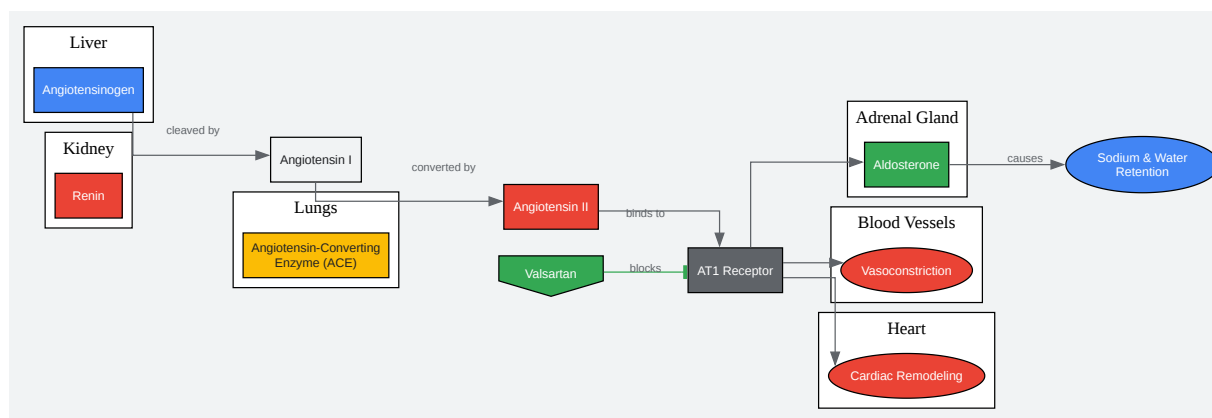 Liver
Angiotensinogen
cleaved by
Kidney
Renin
Angiotensin I
converted by
Lungs
Angiotensin-Converting
Enzyme (ACE)
Angiotensin II
binds to
Valsartan
blocks
AT1 Receptor
Adrenal Gland
Aldosterone
causes
Sodium & Water
Retention
Blood Vessels
Vasoconstriction
Heart
Cardiac Remodeling